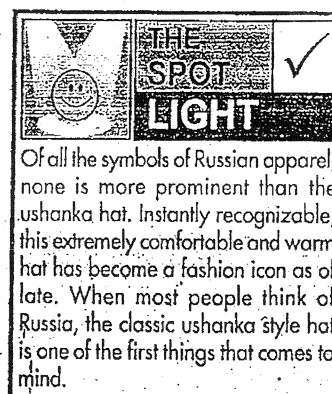 THE
SPOT
LIGHT
Of all the symbols of Russian apparel,
none is more prominent than the
ushanka hat. Instantly recognizable,
this extremely comfortable and warm
hat has become a fashion icon as of
late. When most people think of
Russia, the classic ushanka style hat
is one of the first things that comes to
mind.